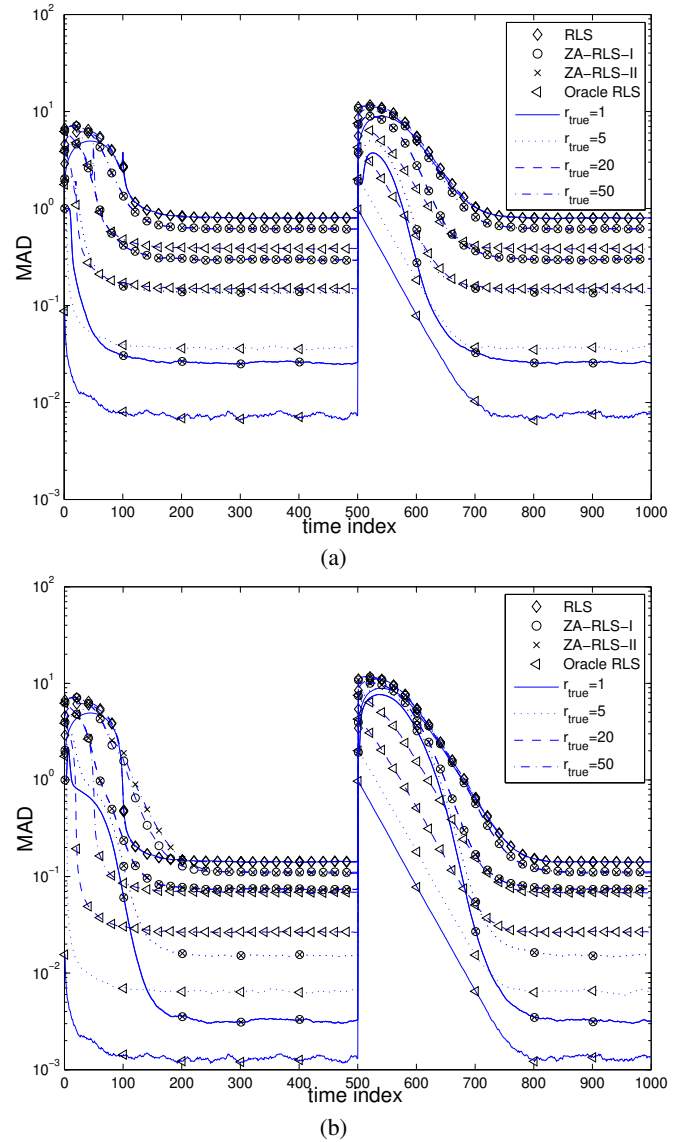 10^2
10^1
10^0
10^-1
10^-2
10^-3
MAD
0 100 200 300 400 500 600 700 800 900 1000
time index
RLS
ZA-RLS-I
ZA-RLS-II
Oracle RLS
r_true=1
r_true=5
r_true=20
r_true=50
(a)
10^2
10^1
10^0
10^-1
10^-2
10^-3
MAD
0 100 200 300 400 500 600 700 800 900 1000
time index
RLS
ZA-RLS-I
ZA-RLS-II
Oracle RLS
r_true=1
r_true=5
r_true=20
r_true=50
(b)